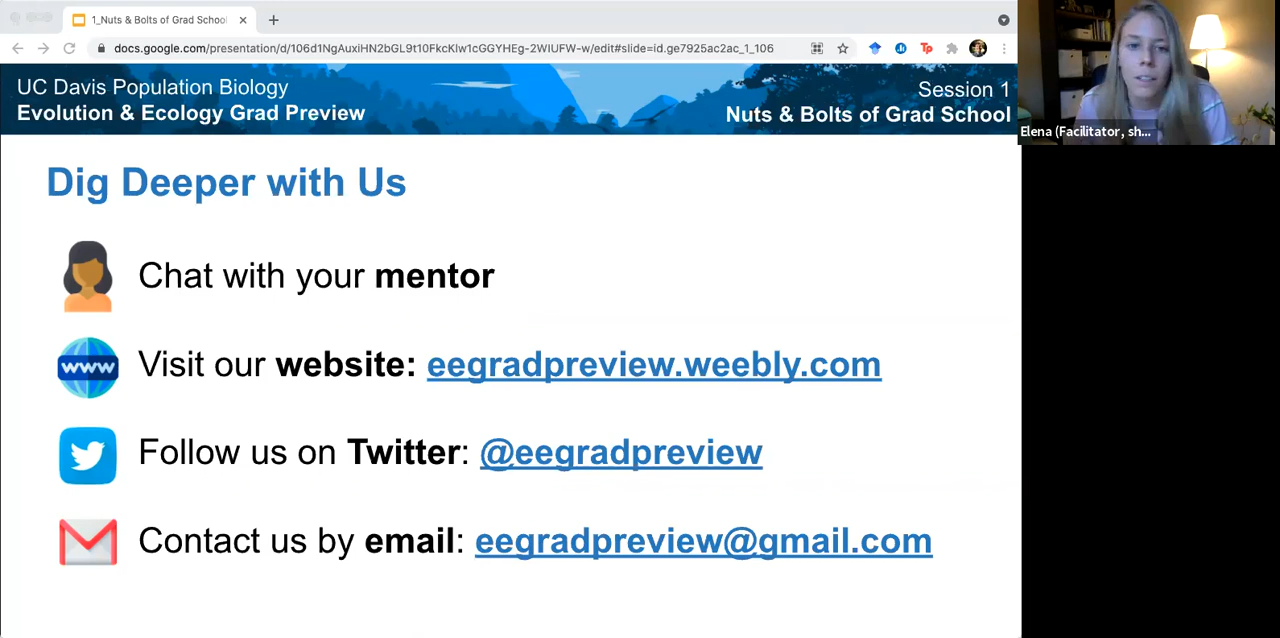 1_Nuts & Bolts of Grad School
docs.google.com/presentation/d/106d1NgAuxiHN2bGL9t10FkcKlw1cGGYHEg-2WIUFW-w/edit#slide=id.ge7925ac2ac_1_106
Tp
UC Davis Population Biology
Evolution & Ecology Grad Preview
Session 1
Nuts & Bolts of Grad School
Elena (Facilitator, sh...
Dig Deeper with Us
Chat with your mentor
www
Visit our website: eegradpreview.weebly.com
Follow us on Twitter: @eegradpreview
Contact us by email: eegradpreview@gmail.com